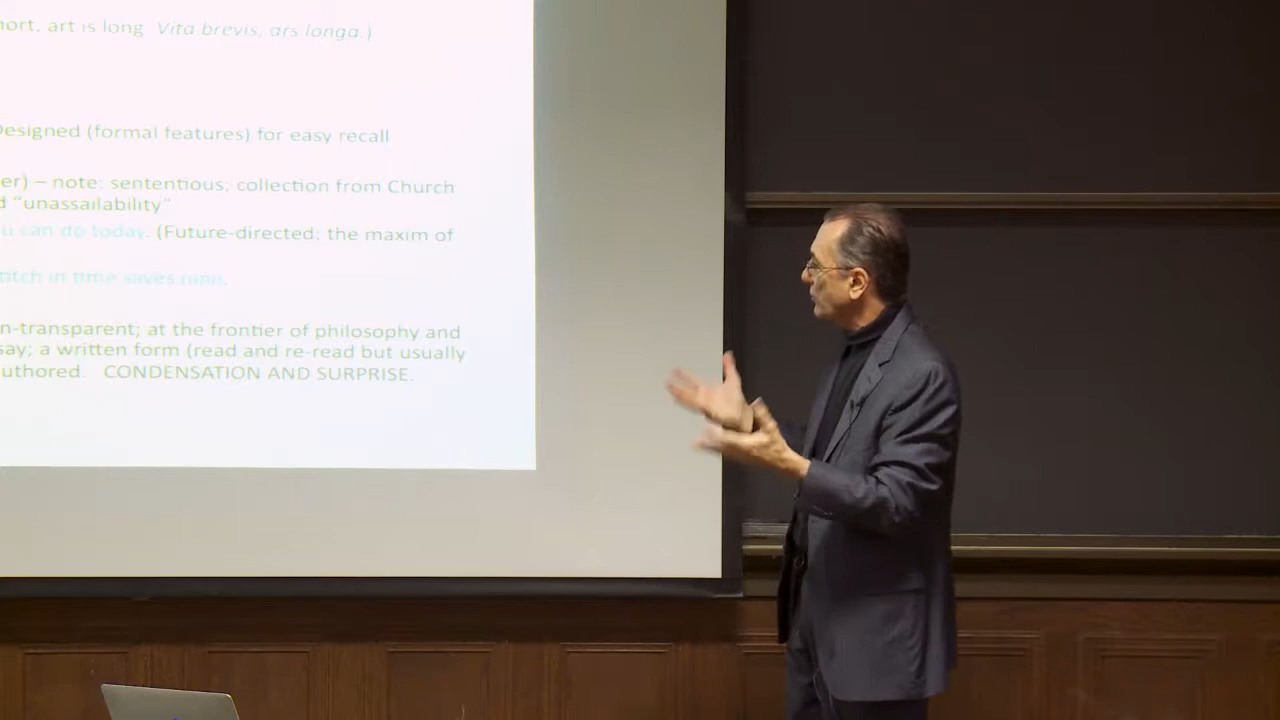 hort, art is long Vita brevis, ars longa.)
Designed (formal features) for easy recall
er) – note: sententious; collection from Church
d "unassailability"
u can do today. (Future-directed: the maxim of
titch in time saves nine.
n-transparent; at the frontier of philosophy and
say; a written form (read and re-read but usually
uthored. CONDENSATION AND SURPRISE.